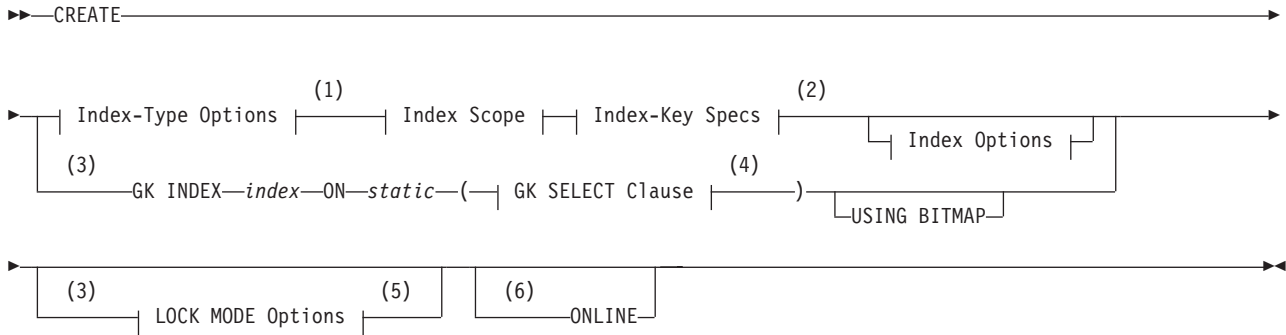 CREATE
(1) (2)
Index-Type Options Index Scope Index-Key Specs
Index Options
(3) (4)
GK INDEX index ON static ( GK SELECT Clause )
USING BITMAP
(3) (5) (6)
LOCK MODE Options ONLINE